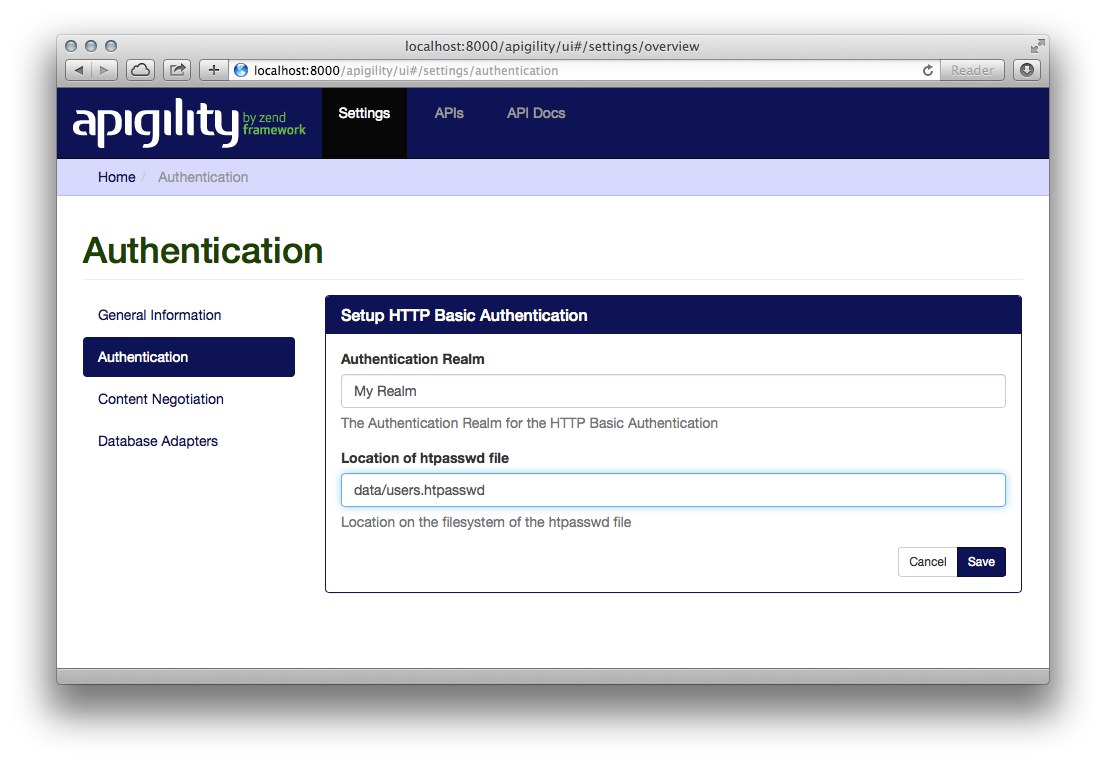 localhost:8000/apigility/ui#/settings/overview
localhost:8000/apigility/ui#/settings/authentication
Reader
apigility by zend framework
Settings
APIs
API Docs
Home / Authentication
Authentication
General Information
Authentication
Content Negotiation
Database Adapters
Setup HTTP Basic Authentication
Authentication Realm
My Realm
The Authentication Realm for the HTTP Basic Authentication
Location of htpasswd file
data/users.htpasswd
Location on the filesystem of the htpasswd file
Cancel
Save